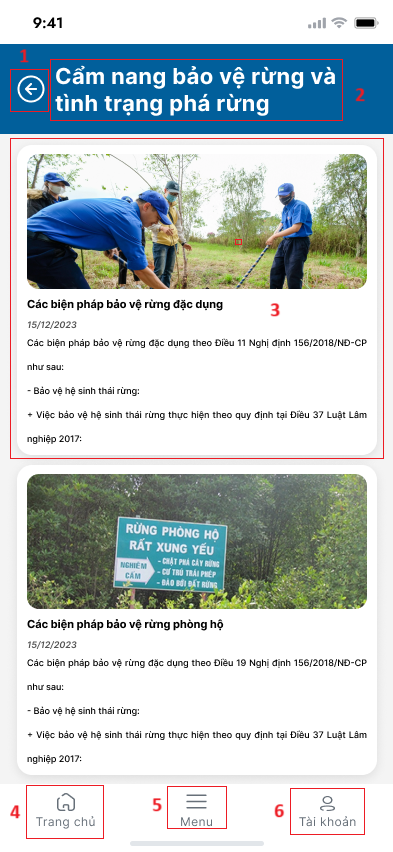 9:41
1
Cẩm nang bảo vệ rừng và
tình trạng phá rừng
2
Các biện pháp bảo vệ rừng đặc dụng
3
15/12/2023
Các biện pháp bảo vệ rừng đặc dụng theo Điều 11 Nghị định 156/2018/NĐ-CP
như sau:
- Bảo vệ hệ sinh thái rừng:
+ Việc bảo vệ hệ sinh thái rừng thực hiện theo quy định tại Điều 37 Luật Lâm
nghiệp 2017:
RỪNG PHÒNG HỘ
RẤT XUNG YẾU
NGHIÊM
CẤM
- CHẶT PHÁ CÂY RỪNG
- CƯ TRÚ TRÁI PHÉP
- ĐÀO BỚI ĐẤT RỪNG
Các biện pháp bảo vệ rừng phòng hộ
15/12/2023
Các biện pháp bảo vệ rừng đặc dụng theo Điều 19 Nghị định 156/2018/NĐ-CP
như sau:
- Bảo vệ hệ sinh thái rừng:
+ Việc bảo vệ hệ sinh thái rừng thực hiện theo quy định tại Điều 37 Luật Lâm
nghiệp 2017:
4
Trang chủ
5
Menu
6
Tài khoản